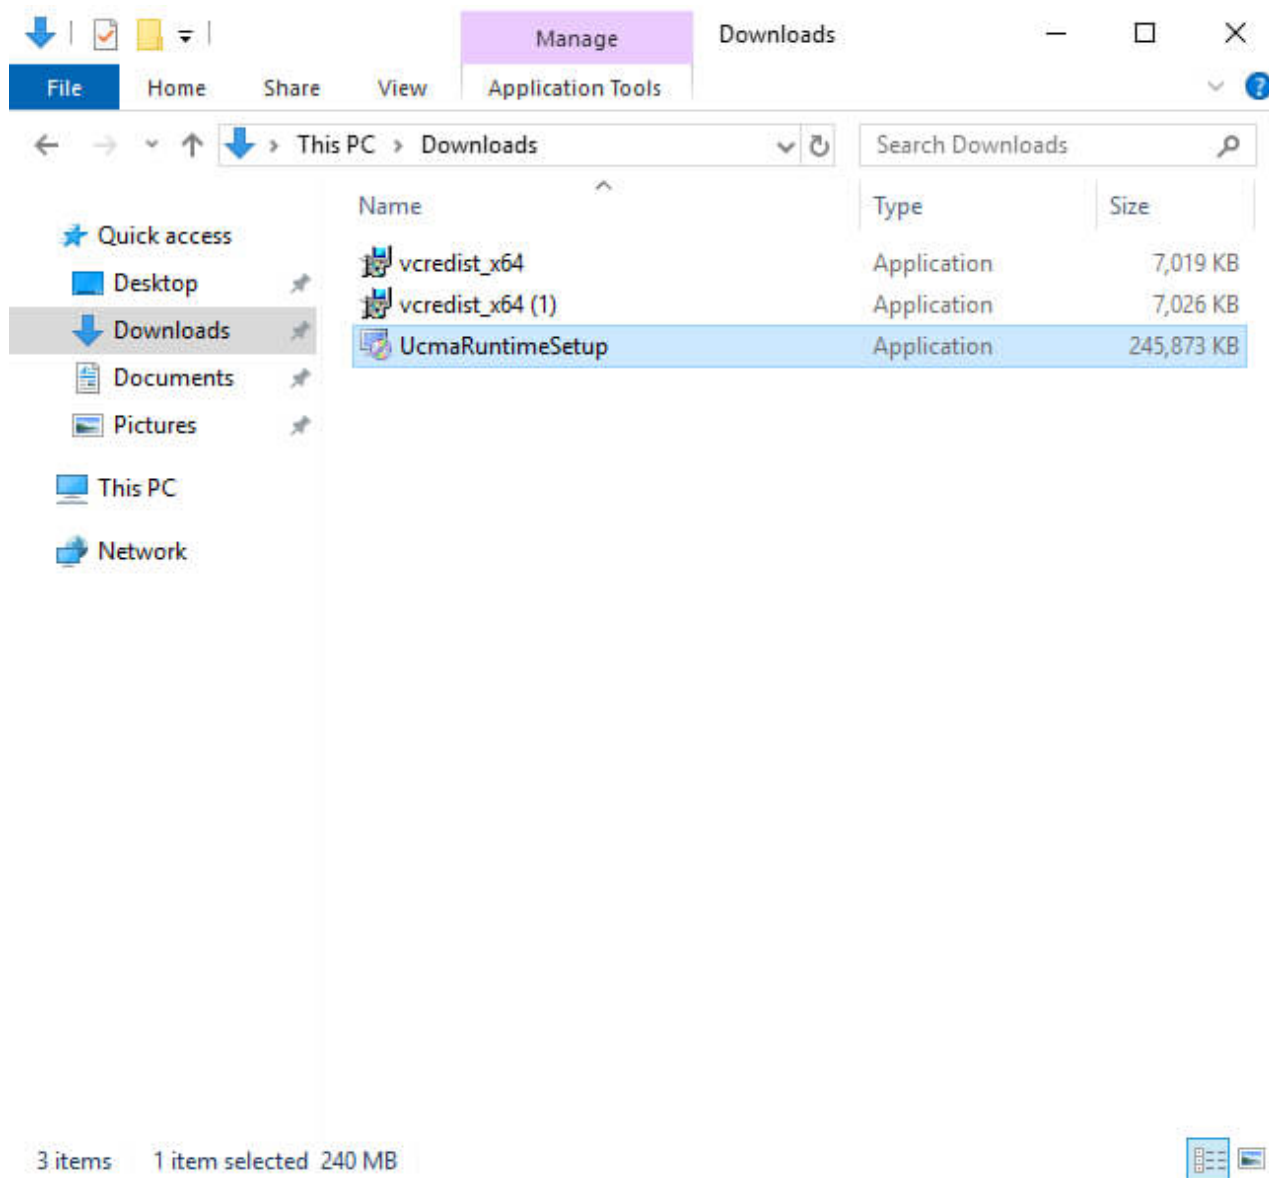 Manage Downloads
File Home Share View Application Tools ?
This PC > Downloads Search Downloads
Name Type Size
Quick access
vcredist_x64 Application 7,019 KB
Desktop
vcredist_x64 (1) Application 7,026 KB
Downloads
UcmaRuntimeSetup Application 245,873 KB
Documents
Pictures
This PC
Network
3 items 1 item selected 240 MB